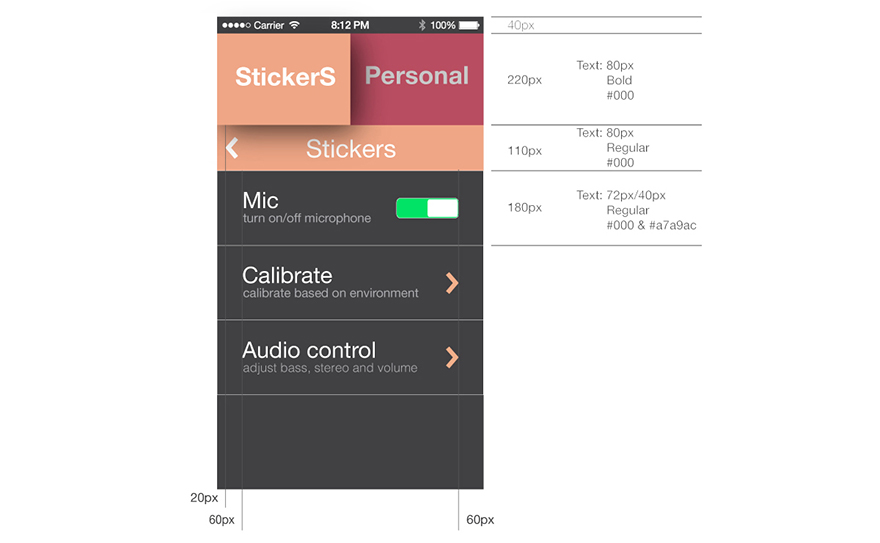 Carrier 8:12 PM 100%
StickerS Personal
Stickers
Mic
turn on/off microphone
Calibrate
calibrate based on environment
Audio control
adjust bass, stereo and volume
40px
220px
Text: 80px
Bold
#000
110px
Text: 80px
Regular
#000
180px
Text: 72px/40px
Regular
#000 & #a7a9ac
20px
60px
60px